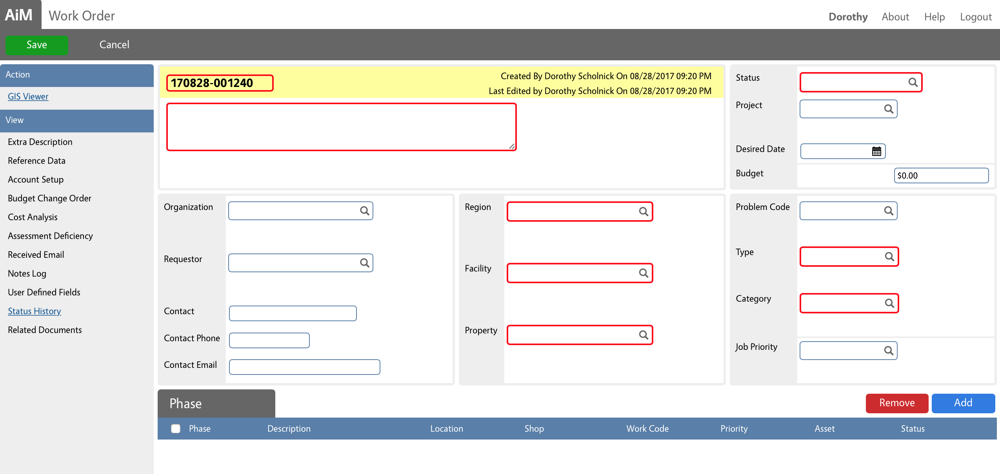 AiM Work Order Dorothy About Help Logout
Save Cancel
Action
GIS Viewer
View
Extra Description
Reference Data
Account Setup
Budget Change Order
Cost Analysis
Assessment Deficiency
Received Email
Notes Log
User Defined Fields
Status History
Related Documents
170828-001240
Created By Dorothy Scholnick On 08/28/2017 09:20 PM
Last Edited by Dorothy Scholnick On 08/28/2017 09:20 PM
Status
Project
Desired Date
Budget $0.00
Organization
Requestor
Contact
Contact Phone
Contact Email
Region
Facility
Property
Problem Code
Type
Category
Job Priority
Phase
Remove Add
Phase Description Location Shop Work Code Priority Asset Status